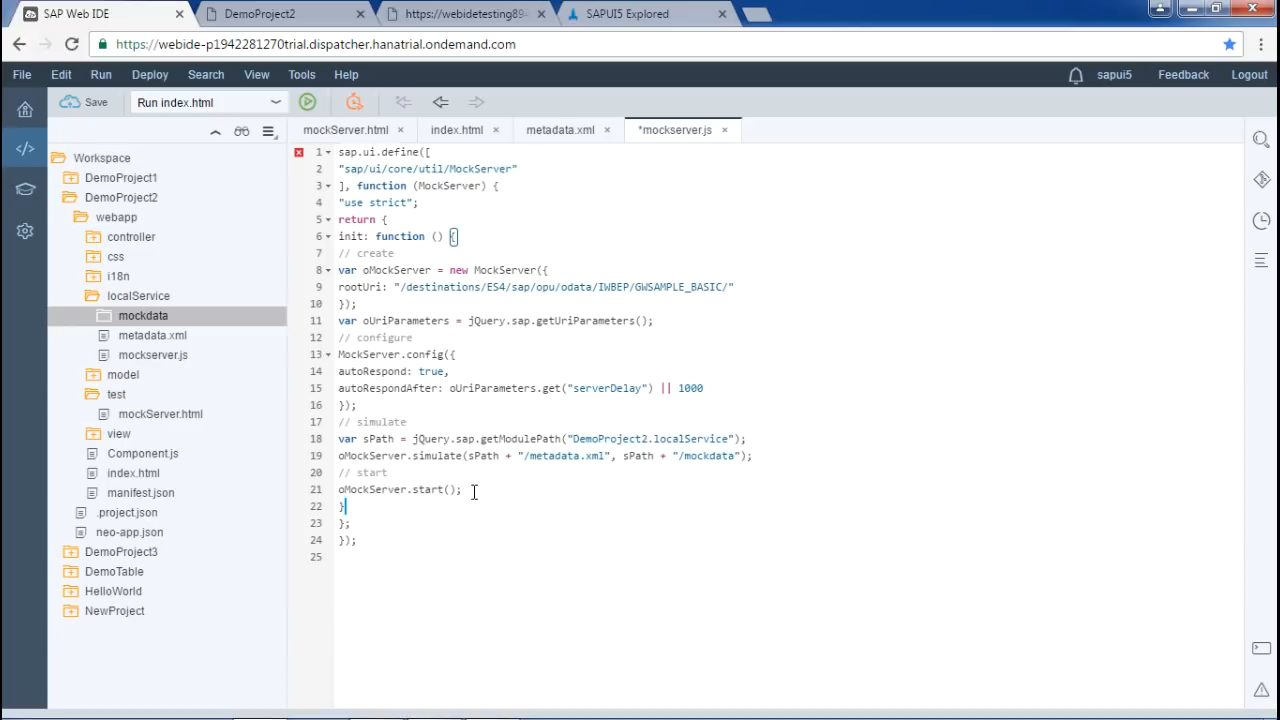 SAP Web IDE
DemoProject2
https://webidetesting89
SAPUI5 Explored
https://webide-p1942281270trial.dispatcher.hanatrial.ondemand.com
File Edit Run Deploy Search View Tools Help sapui5 Feedback Logout
Save Run index.html
mockServer.html index.html metadata.xml *mockserver.js
Workspace
DemoProject1
DemoProject2
webapp
controller
css
i18n
localService
mockdata
metadata.xml
mockserver.js
model
test
mockServer.html
view
Component.js
index.html
manifest.json
.project.json
neo-app.json
DemoProject3
DemoTable
HelloWorld
NewProject
1 sap.ui.define([
2 "sap/ui/core/util/MockServer"
3 ], function (MockServer) {
4 "use strict";
5 return {
6 init: function () {
7 // create
8 var oMockServer = new MockServer({
9 rootUri: "/destinations/ES4/sap/opu/odata/IWBEP/GWSAMPLE_BASIC/"
10 });
11 var oUriParameters = jQuery.sap.getUriParameters();
12 // configure
13 MockServer.config({
14 autoRespond: true,
15 autoRespondAfter: oUriParameters.get("serverDelay") || 1000
16 });
17 // simulate
18 var sPath = jQuery.sap.getModulePath("DemoProject2.localService");
19 oMockServer.simulate(sPath + "/metadata.xml", sPath + "/mockdata");
20 // start
21 oMockServer.start();
22 }
23 };
24 });
25